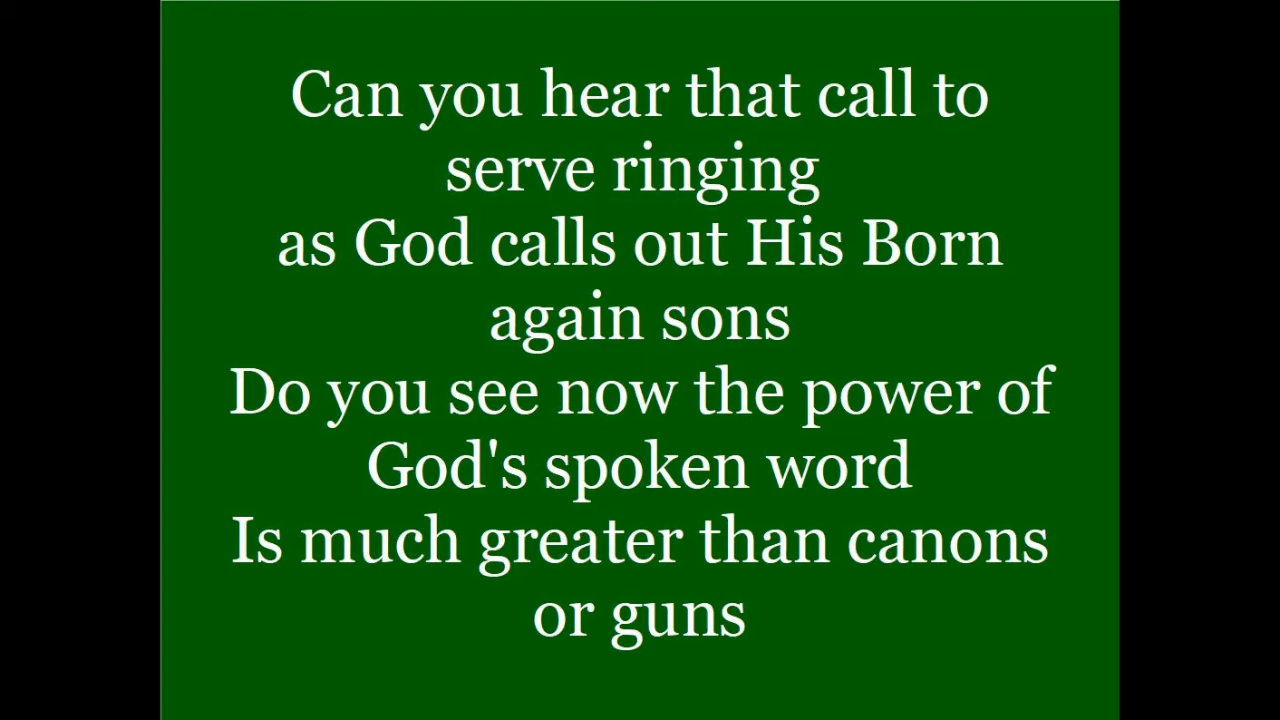 Can you hear that call to
serve ringing
as God calls out His Born
again sons
Do you see now the power of
God's spoken word
Is much greater than canons
or guns